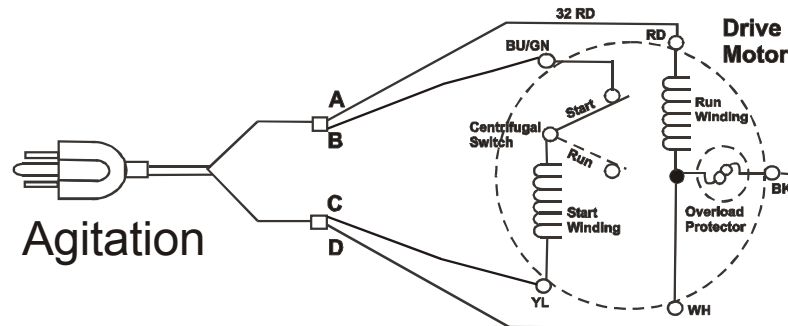 32 RD
Drive
Motor
RD
BU/GN
A
B
Start
Run
Winding
Centrifugal
Switch
Run
C
D
Start
Winding
Overload
Protector
BK
Agitation
YL
WH